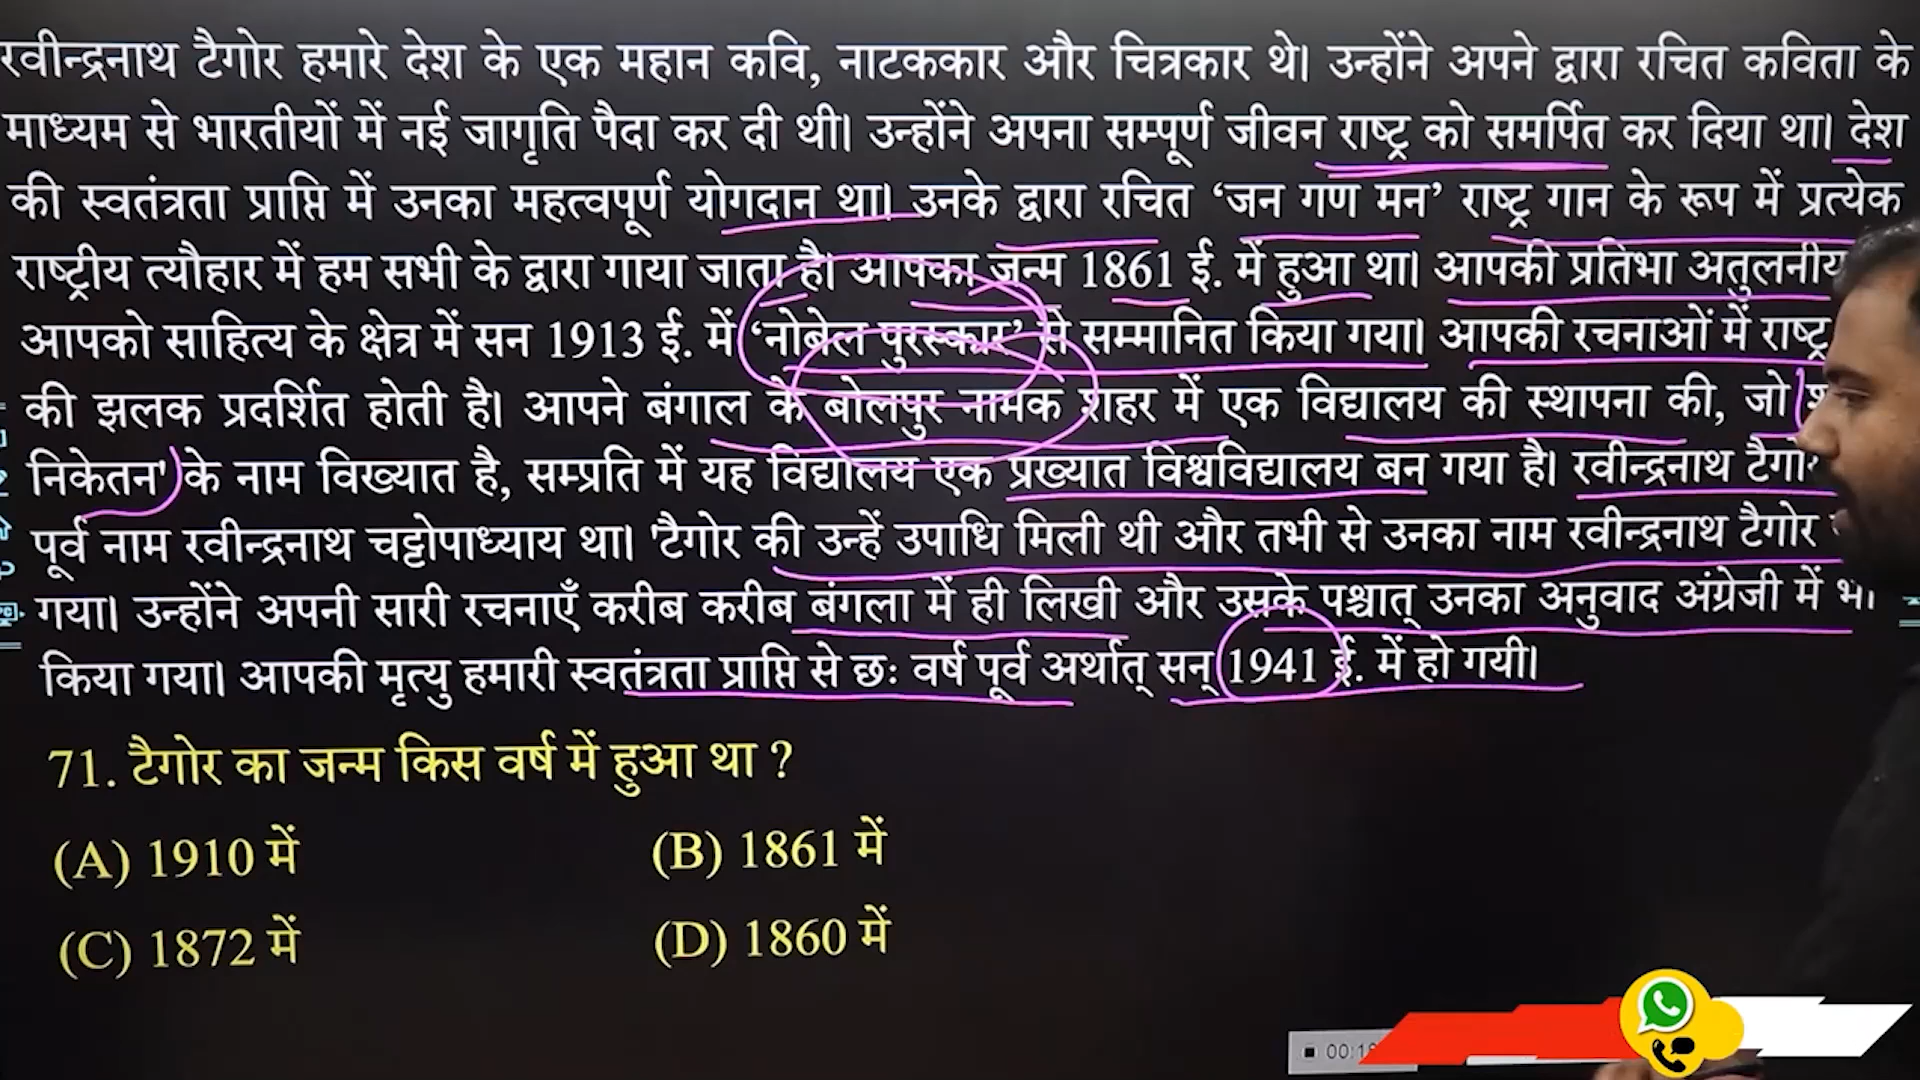 रवीन्द्रनाथ टैगोर हमारे देश के एक महान कवि, नाटककार और चित्रकार थे। उन्होंने अपने द्वारा रचित कविता के
माध्यम से भारतीयों में नई जागृति पैदा कर दी थी। उन्होंने अपना सम्पूर्ण जीवन राष्ट्र को समर्पित कर दिया था। देश
की स्वतंत्रता प्राप्ति में उनका महत्वपूर्ण योगदान था। उनके द्वारा रचित ‘जन गण मन’ राष्ट्र गान के रूप में प्रत्येक
राष्ट्रीय त्यौहार में हम सभी के द्वारा गाया जाता है। आपका जन्म 1861 ई. में हुआ था। आपकी प्रतिभा अतुलनीय
आपको साहित्य के क्षेत्र में सन 1913 ई. में ‘नोबेल पुरस्कार’ से सम्मानित किया गया। आपकी रचनाओं में राष्ट्र
की झलक प्रदर्शित होती है। आपने बंगाल के बोलपुर नामक शहर में एक विद्यालय की स्थापना की, जो
निकेतन' के नाम विख्यात है, सम्प्रति में यह विद्यालय एक प्रख्यात विश्वविद्यालय बन गया है। रवीन्द्रनाथ टैगोर
पूर्व नाम रवीन्द्रनाथ चट्टोपाध्याय था। 'टैगोर की उन्हें उपाधि मिली थी और तभी से उनका नाम रवीन्द्रनाथ टैगोर
गया। उन्होंने अपनी सारी रचनाएँ करीब करीब बंगला में ही लिखी और उसके पश्चात् उनका अनुवाद अंग्रेजी में भी
किया गया। आपकी मृत्यु हमारी स्वतंत्रता प्राप्ति से छः वर्ष पूर्व अर्थात् सन् 1941 ई. में हो गयी।
71. टैगोर का जन्म किस वर्ष में हुआ था ?
(A) 1910 में (B) 1861 में
(C) 1872 में (D) 1860 में